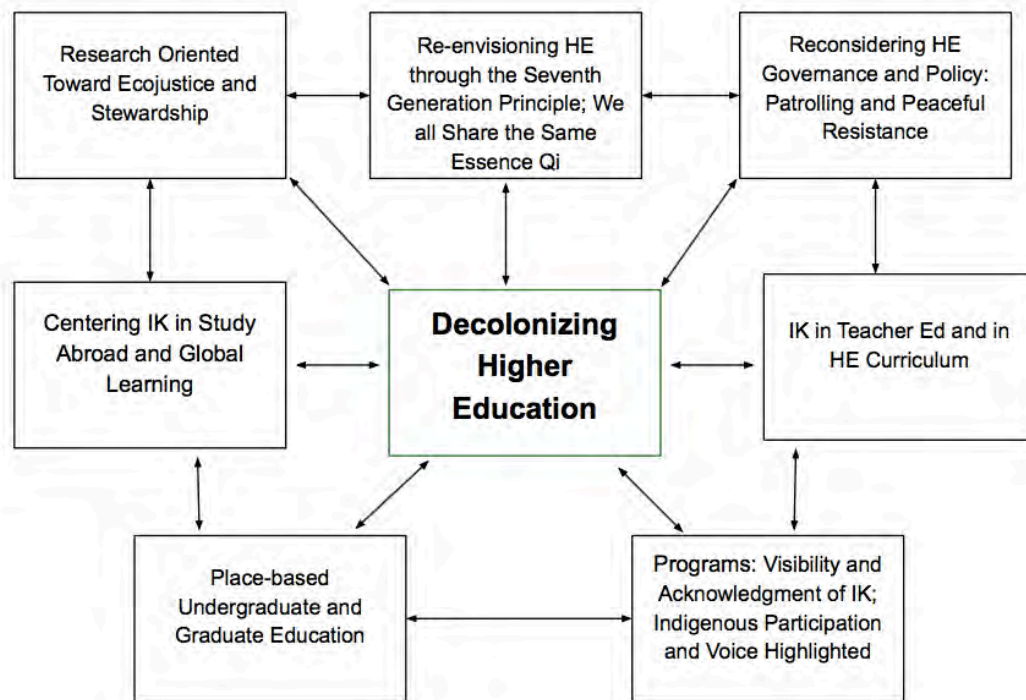 Research Oriented
Toward Ecojustice and
Stewardship
Re-envisioning HE
through the Seventh
Generation Principle; We
all Share the Same
Essence Qi
Reconsidering HE
Governance and Policy:
Patrolling and Peaceful
Resistance
Centering IK in Study
Abroad and Global
Learning
Decolonizing
Higher
Education
IK in Teacher Ed and in
HE Curriculum
Place-based
Undergraduate and
Graduate Education
Programs: Visibility and
Acknowledgment of IK;
Indigenous Participation
and Voice Highlighted